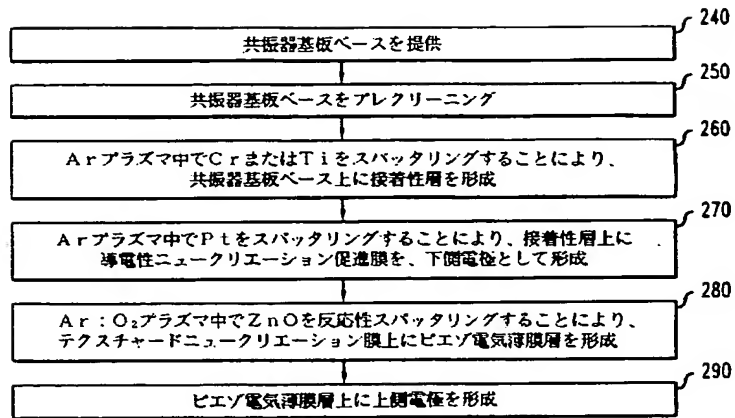 240
共振器基板ベースを提供
250
共振器基板ベースをプレクリーニング
260
Arプラズマ中でCrまたはTiをスパッタリングすることにより、
共振器基板ベース上に接着性層を形成
270
Arプラズマ中でPtをスパッタリングすることにより、接着性層上に
導電性ニュークリエーション促進膜を、下側電極として形成
280
Ar:O₂プラズマ中でZnOを反応性スパッタリングすることにより、
テクスチャードニュークリエーション膜上にピエゾ電気薄膜層を形成
290
ピエゾ電気薄膜層上に上側電極を形成